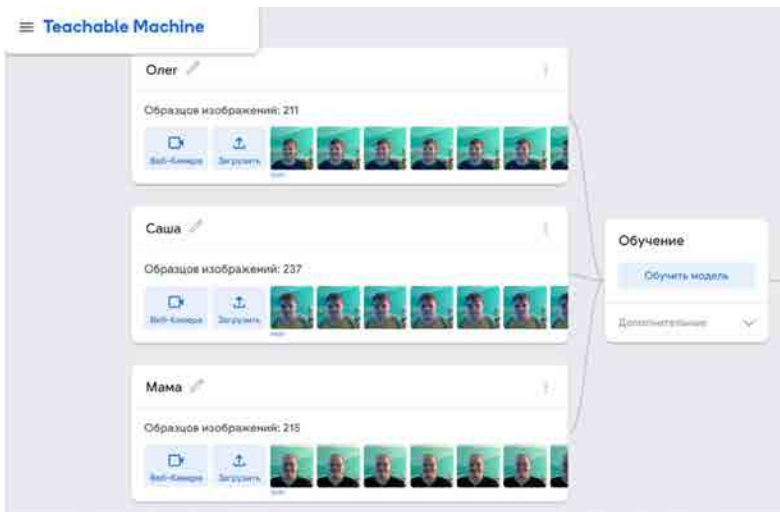 Teachable Machine
Олег
Образцов изображений: 211
Веб-камера Загрузить
Саша
Образцов изображений: 237
Веб-камера Загрузить
Мама
Образцов изображений: 215
Веб-камера Загрузить
Обучение
Обучить модель
Дополнительные